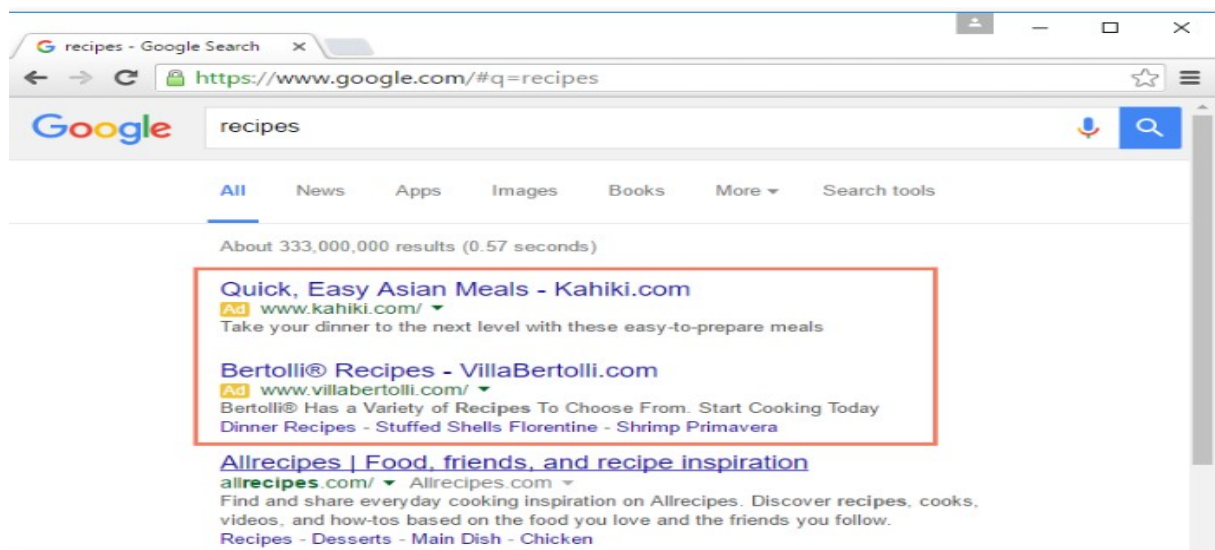 recipes - Google Search
https://www.google.com/#q=recipes
Google recipes
All News Apps Images Books More Search tools
About 333,000,000 results (0.57 seconds)
Quick, Easy Asian Meals - Kahiki.com
Ad www.kahiki.com/
Take your dinner to the next level with these easy-to-prepare meals
Bertolli® Recipes - VillaBertolli.com
Ad www.villabertolli.com/
Bertolli® Has a Variety of Recipes To Choose From. Start Cooking Today
Dinner Recipes - Stuffed Shells Florentine - Shrimp Primavera
Allrecipes | Food, friends, and recipe inspiration
allrecipes.com/ Allrecipes.com
Find and share everyday cooking inspiration on Allrecipes. Discover recipes, cooks,
videos, and how-tos based on the food you love and the friends you follow.
Recipes - Desserts - Main Dish - Chicken